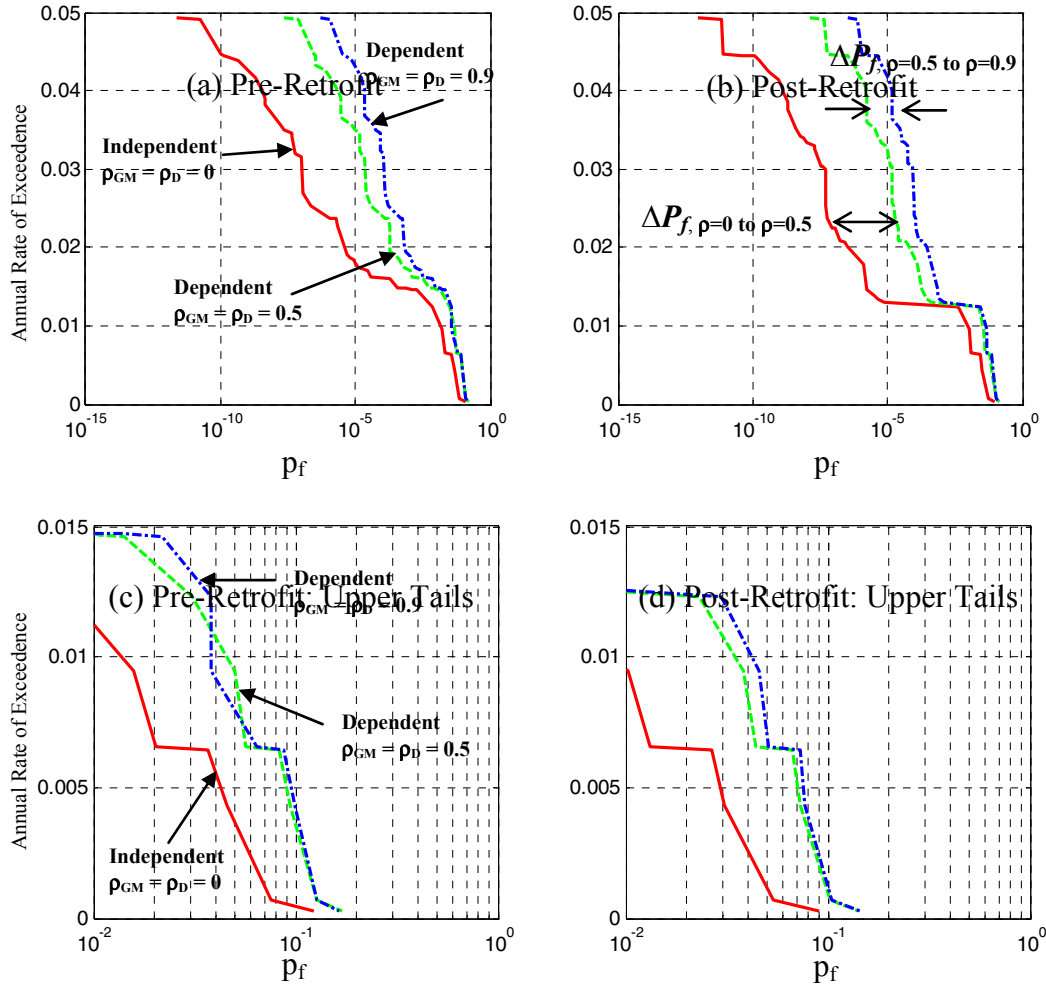 0.05
0.04
0.03
0.02
0.01
0
Annual Rate of Exceedence
Dependent
ρGM = ρD = 0.9
(a) Pre-Retrofit
Independent
ρGM = ρD = 0
Dependent
ρGM = ρD = 0.5
10-15
10-10
10-5
100
pf
0.05
0.04
0.03
0.02
0.01
0
ΔPf, ρ=0.5 to ρ=0.9
(b) Post-Retrofit
ΔPf, ρ=0 to ρ=0.5
10-15
10-10
10-5
100
pf
0.015
0.01
0.005
0
Annual Rate of Exceedence
Dependent
ρGM = ρD = 0.9
(c) Pre-Retrofit: Upper Tails
Dependent
ρGM = ρD = 0.5
Independent
ρGM = ρD = 0
10-2
10-1
100
pf
0.015
0.01
0.005
0
(d) Post-Retrofit: Upper Tails
10-2
10-1
100
pf